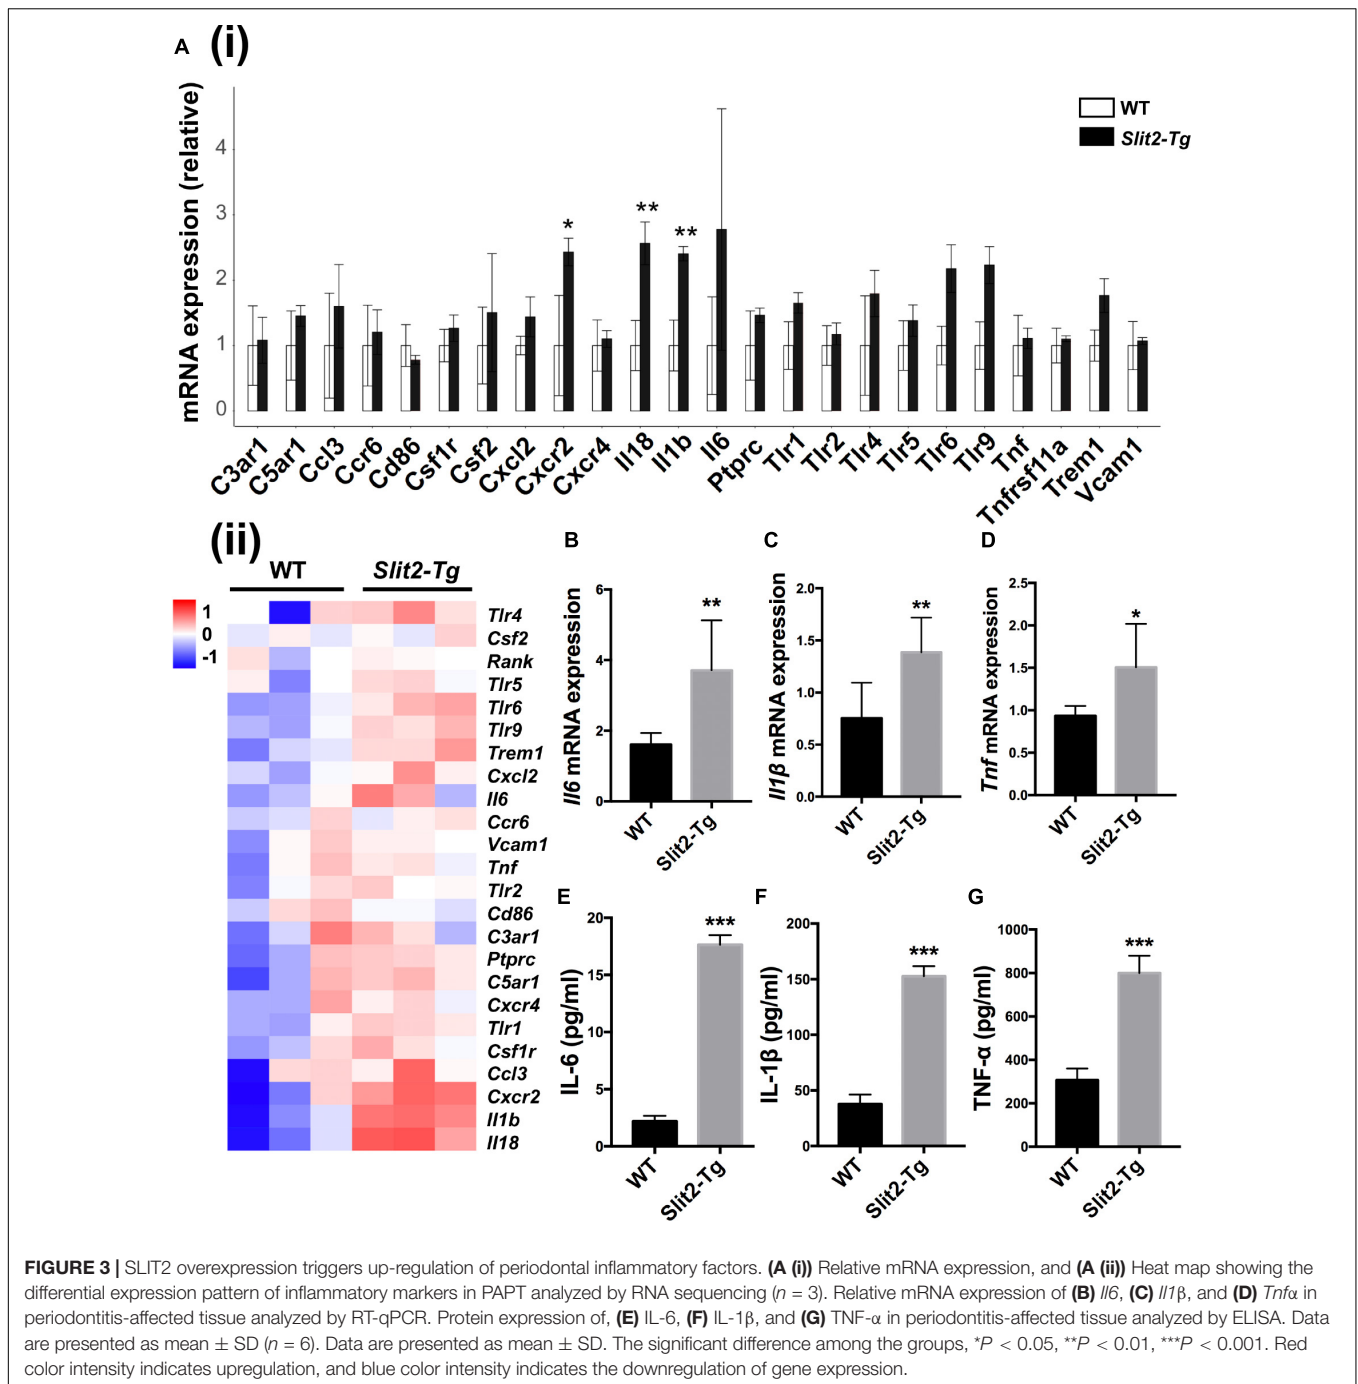 A (i)
mRNA expression (relative)
4
3
2
1
0
WT
Slit2-Tg
*
**
**
C3ar1
C5ar1
Ccl3
Ccr6
Cd86
Csf1r
Csf2
Cxcl2
Cxcr2
Cxcr4
Il18
Il1b
Il6
Ptprc
Tlr1
Tlr2
Tlr4
Tlr5
Tlr6
Tlr9
Tnf
Tnfrsf11a
Trem1
Vcam1
(ii)
WT
Slit2-Tg
1
0
-1
Tlr4
Csf2
Rank
Tlr5
Tlr6
Tlr9
Trem1
Cxcl2
Il6
Ccr6
Vcam1
Tnf
Tlr2
Cd86
C3ar1
Ptprc
C5ar1
Cxcr4
Tlr1
Csf1r
Ccl3
Cxcr2
Il1b
Il18
B
Il6 mRNA expression
6
4
2
0
**
WT
Slit2-Tg
C
Il1β mRNA expression
2.0
1.5
1.0
0.5
0.0
**
WT
Slit2-Tg
D
Tnf mRNA expression
2.5
2.0
1.5
1.0
0.5
0.0
*
WT
Slit2-Tg
E
IL-6 (pg/ml)
20
15
10
5
0
***
WT
Slit2-Tg
F
IL-1β (pg/ml)
200
150
100
50
0
***
WT
Slit2-Tg
G
TNF-α (pg/ml)
1000
800
600
400
200
0
***
WT
Slit2-Tg
FIGURE 3 | SLIT2 overexpression triggers up-regulation of periodontal inflammatory factors. (A (i)) Relative mRNA expression, and (A (ii)) Heat map showing the
differential expression pattern of inflammatory markers in PAPT analyzed by RNA sequencing (n = 3). Relative mRNA expression of (B) Il6, (C) Il1β, and (D) Tnfα in
periodontitis-affected tissue analyzed by RT-qPCR. Protein expression of, (E) IL-6, (F) IL-1β, and (G) TNF-α in periodontitis-affected tissue analyzed by ELISA. Data
are presented as mean ± SD (n = 6). Data are presented as mean ± SD. The significant difference among the groups, *P < 0.05, **P < 0.01, ***P < 0.001. Red
color intensity indicates upregulation, and blue color intensity indicates the downregulation of gene expression.